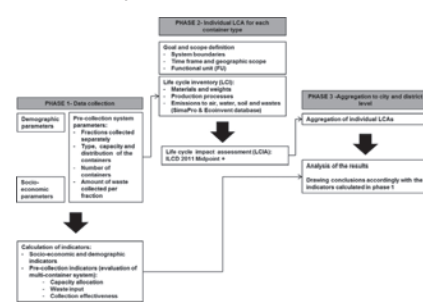 PHASE 2- Individual LCA for each
container type
Goal and scope definition
- System boundaries
- Time frame and geographic scope
- Functional unit (FU)
Life cycle inventory (LCI):
- Materials and weights
- Production processes
- Emissions to air, water, soil and wastes
(SimaPro & Ecoinvent database)
Life cycle impact assessment (LCIA):
ILCD 2011 Midpoint +
PHASE 1- Data collection
Demographic
parameters
Socio-
economic
parameters
Pre-collection system
parameters:
- Fractions collected
separately
- Type, capacity and
distribution of the
containers
- Number of
containers
- Amount of waste
collected per
fraction
Calculation of indicators:
- Socio-economic and demographic
indicators
- Pre-collection indicators (evaluation of
multi-container system):
- Capacity allocation
- Waste input
- Collection effectiveness
PHASE 3 -Aggregation to city and district
level
Aggregation of individual LCAs
Analysis of the results
Drawing conclusions accordingly with the
indicators calculated in phase 1